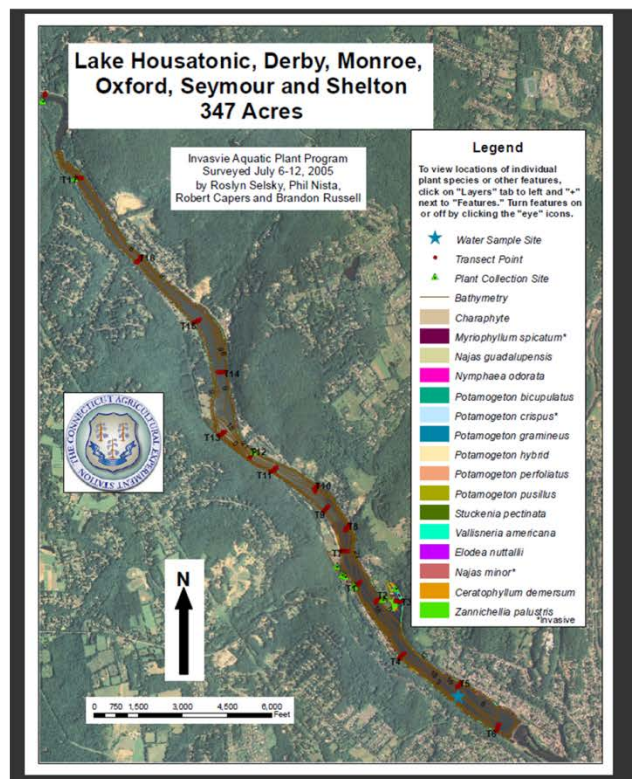 Lake Housatonic, Derby, Monroe,
Oxford, Seymour and Shelton
347 Acres
Invasvie Aquatic Plant Program
Surveyed July 6-12, 2005
by Roslyn Selsky, Phil Nista,
Robert Capers and Brandon Russell
Legend
To view locations of individual
plant species or other features,
click on "Layers" tab to left and "+"
next to "Features." Turn features on
or off by clicking the "eye" icons.
Water Sample Site
Transect Point
Plant Collection Site
Bathymetry
Charaphyte
Myriophyllum spicatum*
Najas guadalupensis
Nymphaea odorata
Potamogeton bicupulatus
Potamogeton crispus*
Potamogeton gramineus
Potamogeton hybrid
Potamogeton perfoliatus
Potamogeton pusillus
Stuckenia pectinata
Vallisneria americana
Elodea nuttallii
Najas minor*
Ceratophyllum demersum
Zannichellia palustris
*Invasive
THE CONNECTICUT AGRICULTURAL
EXPERIMENT STATION
T17
T16
T15
T14
T13
T12
T11
T10
T9
T8
T7
T1
T2
T3
T4
T5
T6
N
0 750 1,500 3,000 4,500 6,000
Feet